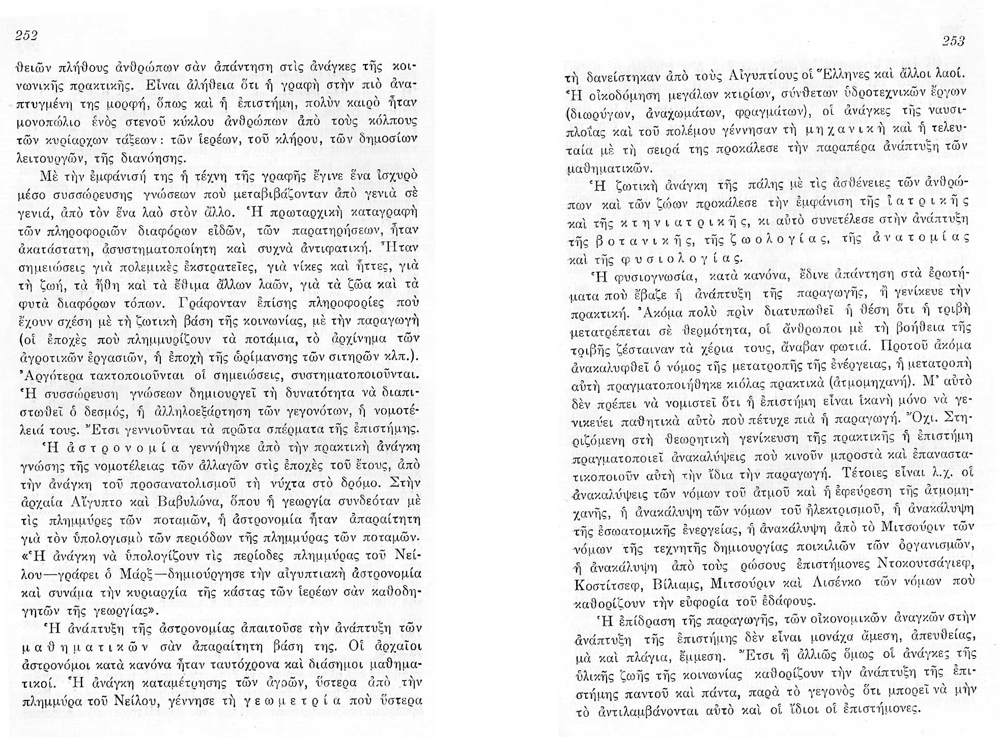 252
θειῶν πλήθους ἀνθρώπων σὰν ἀπάντηση στὶς ἀνάγκες τῆς κοι-
νωνικῆς πρακτικῆς. Εἶναι ἀλήθεια ὅτι ἡ γραφὴ στὴν πιὸ ἀνα-
πτυγμένη της μορφή, ὅπως καὶ ἡ ἐπιστήμη, πολὺν καιρὸ ἦταν
μονοπώλιο ἑνὸς στενοῦ κύκλου ἀνθρώπων ἀπὸ τοὺς κόλπους
τῶν κυρίαρχων τάξεων: τῶν ἱερέων, τοῦ κλήρου, τῶν δημοσίων
λειτουργῶν, τῆς διανόησης.
Μὲ τὴν ἐμφάνισή της ἡ τέχνη τῆς γραφῆς ἔγινε ἕνα ἰσχυρὸ
μέσο συσσώρευσης γνώσεων ποὺ μεταβιβάζονταν ἀπὸ γενιὰ σὲ
γενιά, ἀπὸ τὸν ἕνα λαὸ στὸν ἄλλο. Ἡ πρωταρχικὴ καταγραφὴ
τῶν πληροφοριῶν διαφόρων εἰδῶν, τῶν παρατηρήσεων, ἦταν
ἀκατάστατη, ἀσυστηματοποίητη καὶ συχνὰ ἀντιφατική. Ἦταν
σημειώσεις γιὰ πολεμικὲς ἐκστρατεῖες, γιὰ νίκες καὶ ἧττες, γιὰ
τὴ ζωή, τὰ ἤθη καὶ τὰ ἔθιμα ἄλλων λαῶν, γιὰ τὰ ζῶα καὶ τὰ
φυτὰ διαφόρων τόπων. Γράφονταν ἐπίσης πληροφορίες ποὺ
ἔχουν σχέση μὲ τὴ ζωτικὴ βάση τῆς κοινωνίας, μὲ τὴν παραγωγὴ
(οἱ ἐποχὲς ποὺ πλημμυρίζουν τὰ ποτάμια, τὸ ἀρχίνημα τῶν
ἀγροτικῶν ἐργασιῶν, ἡ ἐποχὴ τῆς ὡρίμανσης τῶν σιτηρῶν κλπ.).
Ἀργότερα τακτοποιοῦνται οἱ σημειώσεις, συστηματοποιοῦνται.
Ἡ συσσώρευση γνώσεων δημιουργεῖ τὴ δυνατότητα νὰ διαπι-
στωθεῖ ὁ δεσμός, ἡ ἀλληλοεξάρτηση τῶν γεγονότων, ἡ νομοτέ-
λειά τους. Ἔτσι γεννιοῦνται τὰ πρῶτα σπέρματα τῆς ἐπιστήμης.
Ἡ ἀ σ τ ρ ο ν ο μ ί α γεννήθηκε ἀπὸ τὴν πρακτικὴ ἀνάγκη
γνώσης τῆς νομοτέλειας τῶν ἀλλαγῶν στὶς ἐποχὲς τοῦ ἔτους, ἀπὸ
τὴν ἀνάγκη τοῦ προσανατολισμοῦ τὴ νύχτα στὸ δρόμο. Στὴν
ἀρχαία Αἴγυπτο καὶ Βαβυλώνα, ὅπου ἡ γεωργία συνδεόταν μὲ
τὶς πλημμύρες τῶν ποταμῶν, ἡ ἀστρονομία ἦταν ἀπαραίτητη
γιὰ τὸν ὑπολογισμὸ τῶν περιόδων τῆς πλημμύρας τῶν ποταμῶν.
«Ἡ ἀνάγκη νὰ ὑπολογίζουν τὶς περίοδες πλημμύρας τοῦ Νεί-
λου—γράφει ὁ Μάρξ—δημιούργησε τὴν αἰγυπτιακὴ ἀστρονομία
καὶ συνάμα τὴν κυριαρχία τῆς κάστας τῶν ἱερέων σὰν καθοδη-
γητῶν τῆς γεωργίας».
Ἡ ἀνάπτυξη τῆς ἀστρονομίας ἀπαιτοῦσε τὴν ἀνάπτυξη τῶν
μ α θ η μ α τ ι κ ῶ ν σὰν ἀπαραίτητη βάση της. Οἱ ἀρχαῖοι
ἀστρονόμοι κατὰ κανόνα ἦταν ταυτόχρονα καὶ διάσημοι μαθημα-
τικοί. Ἡ ἀνάγκη καταμέτρησης τῶν ἀγρῶν, ὕστερα ἀπὸ τὴν
πλημμύρα τοῦ Νείλου, γέννησε τὴ γ ε ω μ ε τ ρ ί α ποὺ ὕστερα
253
τὴ δανείστηκαν ἀπὸ τοὺς Αἰγυπτίους οἱ Ἕλληνες καὶ ἄλλοι λαοί.
Ἡ οἰκοδόμηση μεγάλων κτιρίων, σύνθετων ὑδροτεχνικῶν ἔργων
(διωρύγων, ἀναχωμάτων, φραγμάτων), οἱ ἀνάγκες τῆς ναυσι-
πλοΐας καὶ τοῦ πολέμου γέννησαν τὴ μ η χ α ν ι κ ὴ καὶ ἡ τελευ-
ταία μὲ τὴ σειρά της προκάλεσε τὴν παραπέρα ἀνάπτυξη τῶν
μαθηματικῶν.
Ἡ ζωτικὴ ἀνάγκη τῆς πάλης μὲ τὶς ἀσθένειες τῶν ἀνθρώ-
πων καὶ τῶν ζώων προκάλεσε τὴν ἐμφάνιση τῆς ἰ α τ ρ ι κ ῆ ς
καὶ τῆς κ τ η ν ι α τ ρ ι κ ῆ ς, κι αὐτὸ συνετέλεσε στὴν ἀνάπτυξη
τῆς β ο τ α ν ι κ ῆ ς, τῆς ζ ω ο λ ο γ ί α ς, τῆς ἀ ν α τ ο μ ί α ς
καὶ τῆς φ υ σ ι ο λ ο γ ί α ς.
Ἡ φυσιογνωσία, κατὰ κανόνα, ἔδινε ἀπάντηση στὰ ἐρωτή-
ματα ποὺ ἔβαζε ἡ ἀνάπτυξη τῆς παραγωγῆς, ἢ γενίκευε τὴν
πρακτική. Ἀκόμα πολὺ πρὶν διατυπωθεῖ ἡ θέση ὅτι ἡ τριβὴ
μετατρέπεται σὲ θερμότητα, οἱ ἄνθρωποι μὲ τὴ βοήθεια τῆς
τριβῆς ζέσταιναν τὰ χέρια τους, ἄναβαν φωτιά. Προτοῦ ἀκόμα
ἀνακαλυφθεῖ ὁ νόμος τῆς μετατροπῆς τῆς ἐνέργειας, ἡ μετατροπὴ
αὐτὴ πραγματοποιήθηκε κιόλας πρακτικὰ (ἀτμομηχανή). Μ' αὐτὸ
δὲν πρέπει νὰ νομιστεῖ ὅτι ἡ ἐπιστήμη εἶναι ἱκανὴ μόνο νὰ γε-
νικεύει παθητικὰ αὐτὸ ποὺ πέτυχε πιὰ ἡ παραγωγή. Ὄχι. Στη-
ριζόμενη στὴ θεωρητικὴ γενίκευση τῆς πρακτικῆς ἡ ἐπιστήμη
πραγματοποιεῖ ἀνακαλύψεις ποὺ κινοῦν μπροστὰ καὶ ἐπαναστα-
τικοποιοῦν αὐτὴ τὴν ἴδια τὴν παραγωγή. Τέτοιες εἶναι λ.χ. οἱ
ἀνακαλύψεις τῶν νόμων τοῦ ἀτμοῦ καὶ ἡ ἐφεύρεση τῆς ἀτμομη-
χανῆς, ἡ ἀνακάλυψη τῶν νόμων τοῦ ἠλεκτρισμοῦ, ἡ ἀνακάλυψη
τῆς ἐσωατομικῆς ἐνεργείας, ἡ ἀνακάλυψη ἀπὸ τὸ Μιτσούριν τῶν
νόμων τῆς τεχνητῆς δημιουργίας ποικιλιῶν τῶν ὀργανισμῶν,
ἡ ἀνακάλυψη ἀπὸ τοὺς ρώσους ἐπιστήμονες Ντοκουτσάγιεφ,
Κοστίτσεφ, Βίλιαμς, Μιτσούριν καὶ Λισένκο τῶν νόμων ποὺ
καθορίζουν τὴν εὐφορία τοῦ ἐδάφους.
Ἡ ἐπίδραση τῆς παραγωγῆς, τῶν οἰκονομικῶν ἀναγκῶν στὴν
ἀνάπτυξη τῆς ἐπιστήμης δὲν εἶναι μονάχα ἄμεση, ἀπευθείας,
μὰ καὶ πλάγια, ἔμμεση. Ἔτσι ἢ ἀλλιῶς ὅμως οἱ ἀνάγκες τῆς
ὑλικῆς ζωῆς τῆς κοινωνίας καθορίζουν τὴν ἀνάπτυξη τῆς ἐπι-
στήμης παντοῦ καὶ πάντα, παρὰ τὸ γεγονὸς ὅτι μπορεῖ νὰ μὴν
τὸ ἀντιλαμβάνονται αὐτὸ καὶ οἱ ἴδιοι οἱ ἐπιστήμονες.